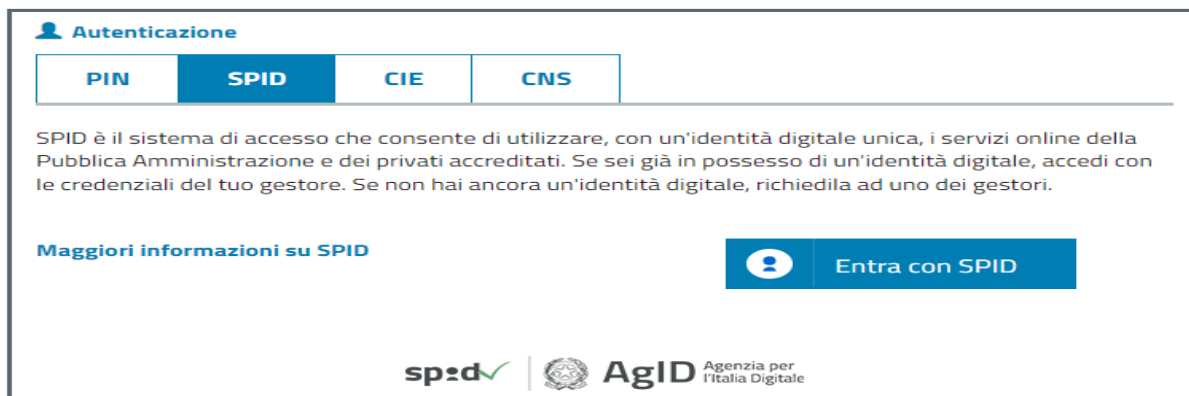 Autenticazione
PIN SPID CIE CNS
SPID è il sistema di accesso che consente di utilizzare, con un'identità digitale unica, i servizi online della
Pubblica Amministrazione e dei privati accreditati. Se sei già in possesso di un'identità digitale, accedi con
le credenziali del tuo gestore. Se non hai ancora un'identità digitale, richiedila ad uno dei gestori.
Maggiori informazioni su SPID
Entra con SPID
spid AgID Agenzia per
l'Italia Digitale